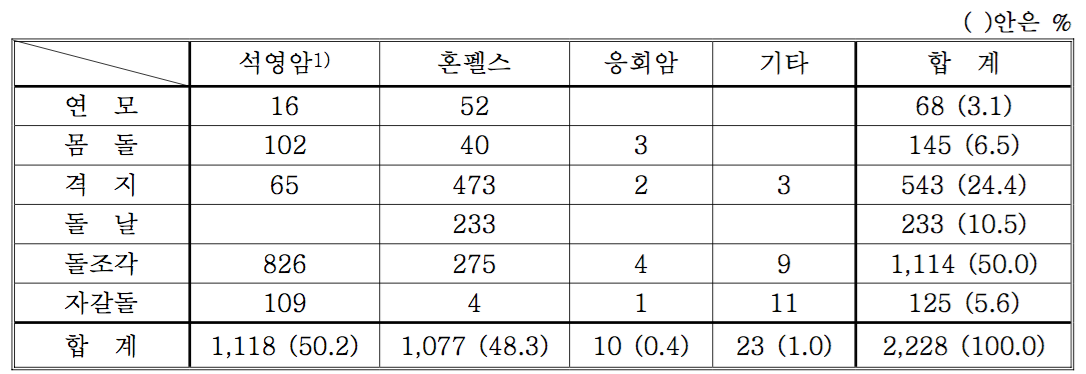 ( )안은 %
석영암1) 혼펠스 응회암 기타 합 계
연 모 16 52 68 (3.1)
몸 돌 102 40 3 145 (6.5)
격 지 65 473 2 3 543 (24.4)
돌 날 233 233 (10.5)
돌조각 826 275 4 9 1,114 (50.0)
자갈돌 109 4 1 11 125 (5.6)
합 계 1,118 (50.2) 1,077 (48.3) 10 (0.4) 23 (1.0) 2,228 (100.0)